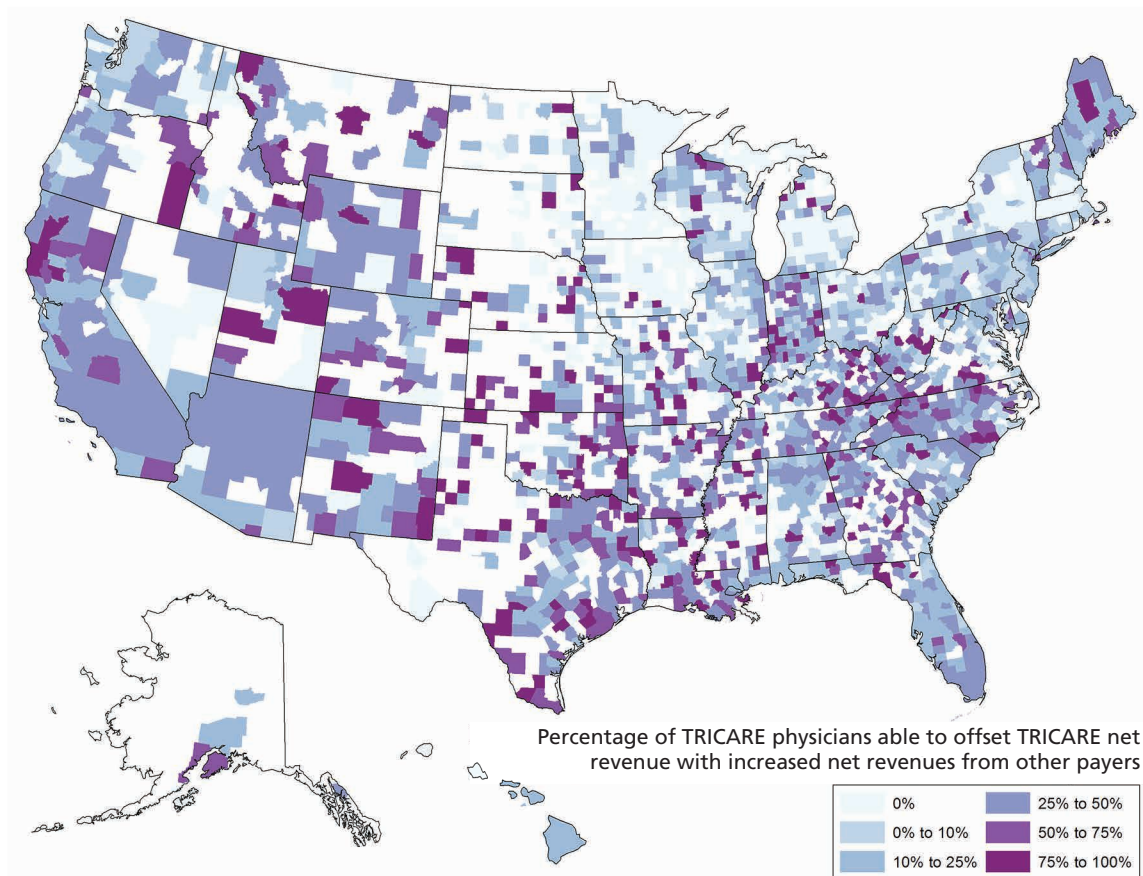 Percentage of TRICARE physicians able to offset TRICARE net
revenue with increased net revenues from other payers
0%
25% to 50%
0% to 10%
50% to 75%
10% to 25%
75% to 100%